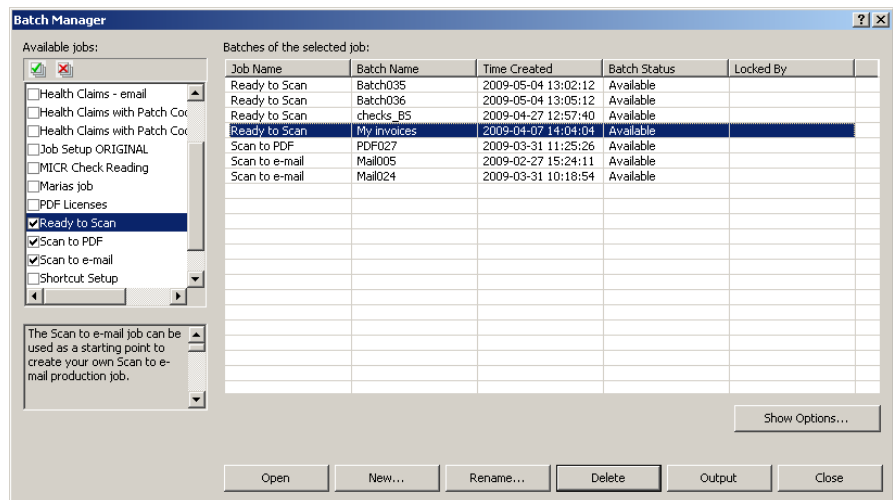 Batch Manager
Available jobs:
Health Claims - email
Health Claims with Patch Coc
Health Claims with Patch Coc
Job Setup ORIGINAL
MICR Check Reading
Marias job
PDF Licenses
Ready to Scan
Scan to PDF
Scan to e-mail
Shortcut Setup
The Scan to e-mail job can be
used as a starting point to
create your own Scan to e-
mail production job.
Batches of the selected job:
Job Name Batch Name Time Created Batch Status Locked By
Ready to Scan Batch035 2009-05-04 13:02:12 Available
Ready to Scan Batch036 2009-05-04 13:05:12 Available
Ready to Scan checks_BS 2009-04-27 12:57:40 Available
Ready to Scan My invoices 2009-04-07 14:04:04 Available
Scan to PDF PDF027 2009-03-31 11:25:26 Available
Scan to e-mail Mail005 2009-02-27 15:24:11 Available
Scan to e-mail Mail024 2009-03-31 10:18:54 Available
Show Options...
Open New... Rename... Delete Output Close